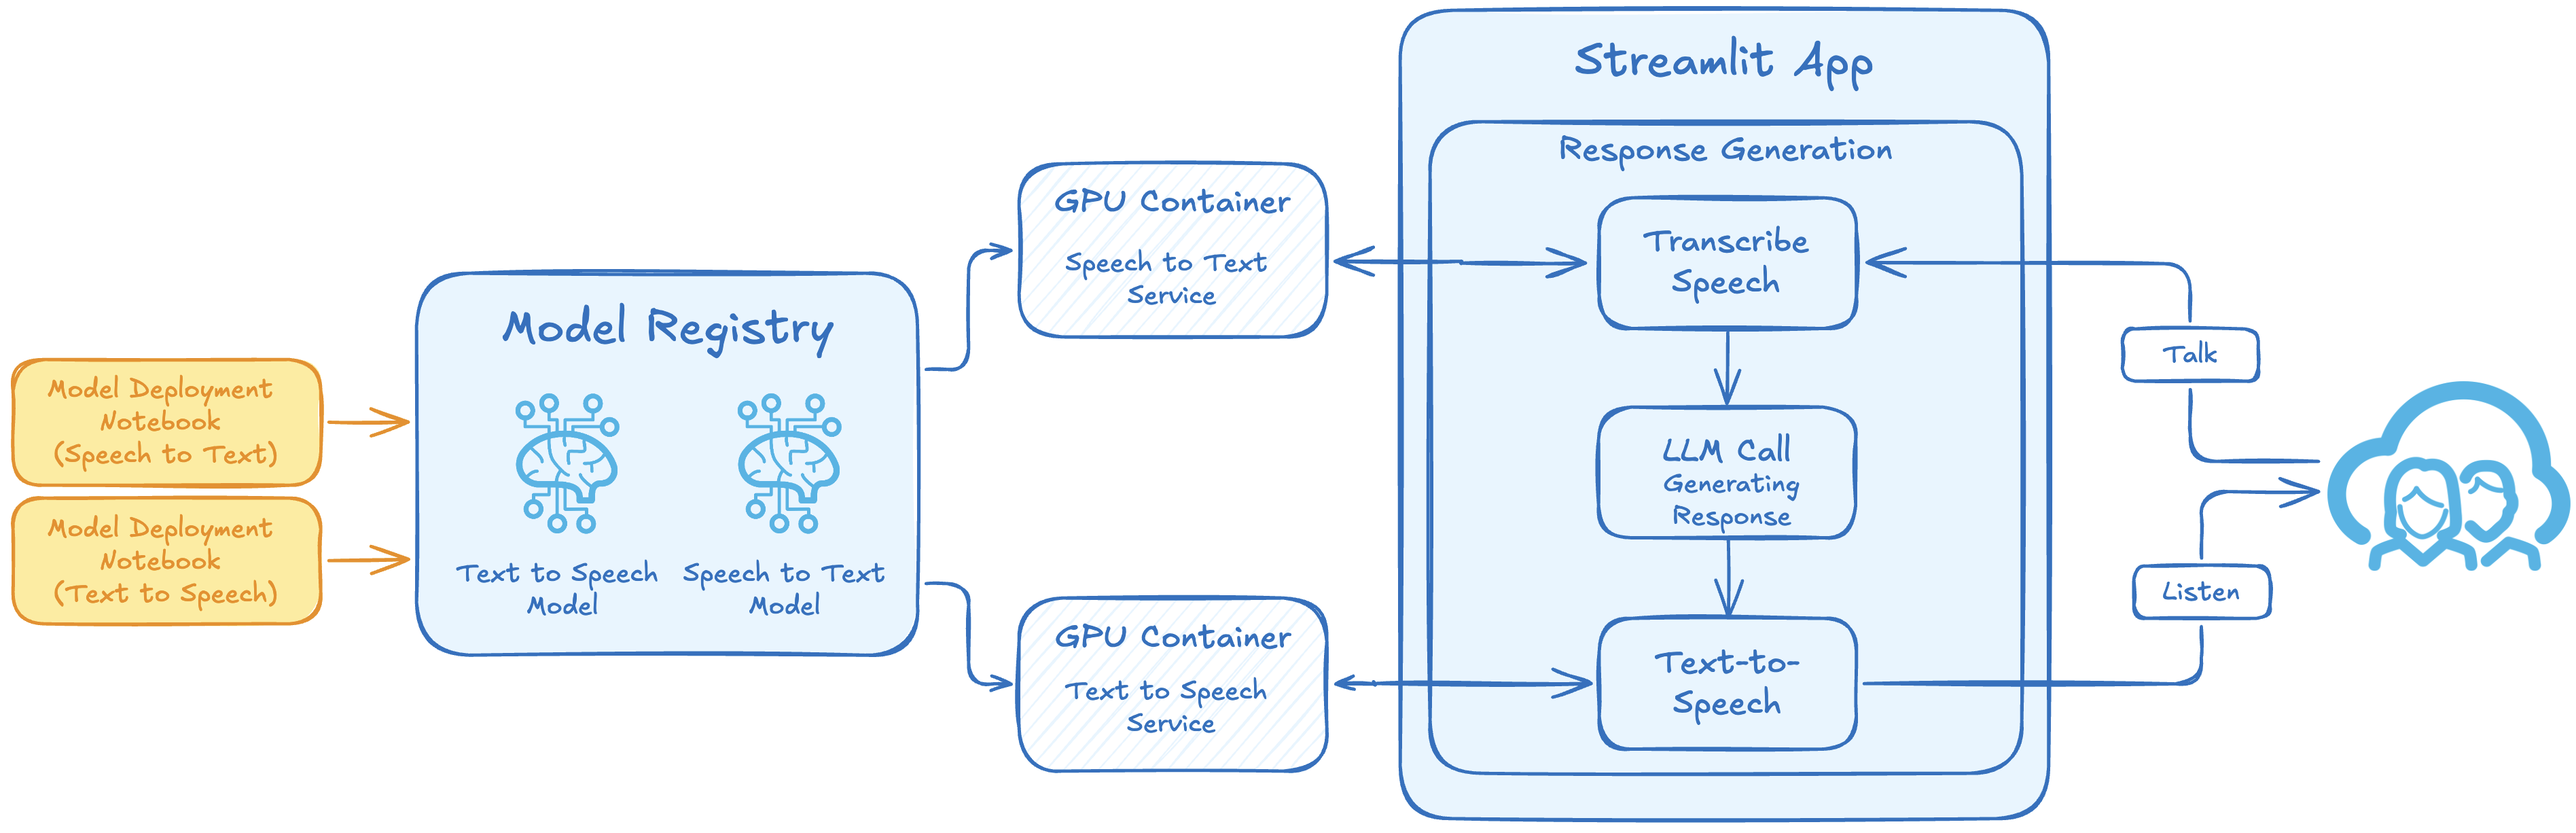 Model Deployment
Notebook
(Speech to Text)
Model Deployment
Notebook
(Text to Speech)
Model Registry
Text to Speech
Model
Speech to Text
Model
GPU Container
Speech to Text
Service
GPU Container
Text to Speech
Service
Streamlit App
Response Generation
Transcribe
Speech
LLM Call
Generating
Response
Text-to-
Speech
Talk
Listen